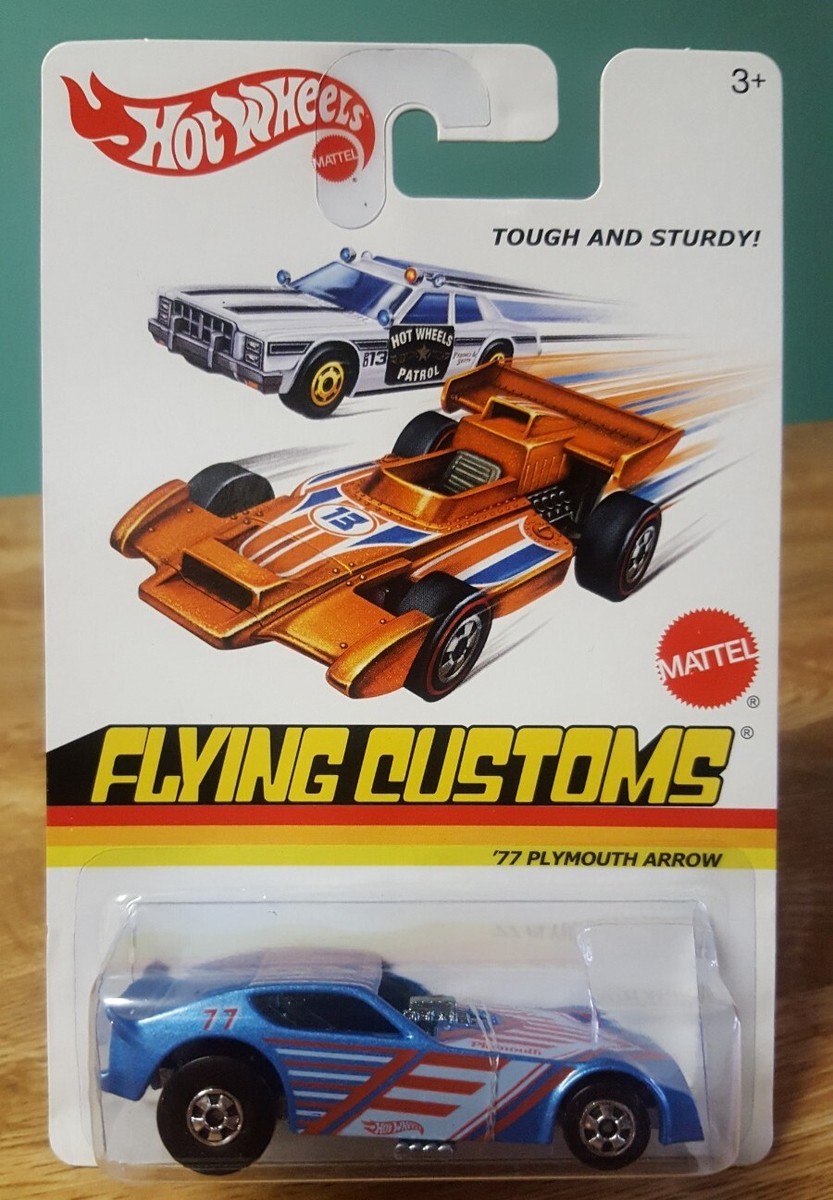 HOT WHEELS
MATTEL
®
3+
TOUGH AND STURDY!
HOT WHEELS
PATROL
13
13
MATTEL
®
FLYING CUSTOMS®
'77 PLYMOUTH ARROW
77
Plymouth
HOT WHEELS